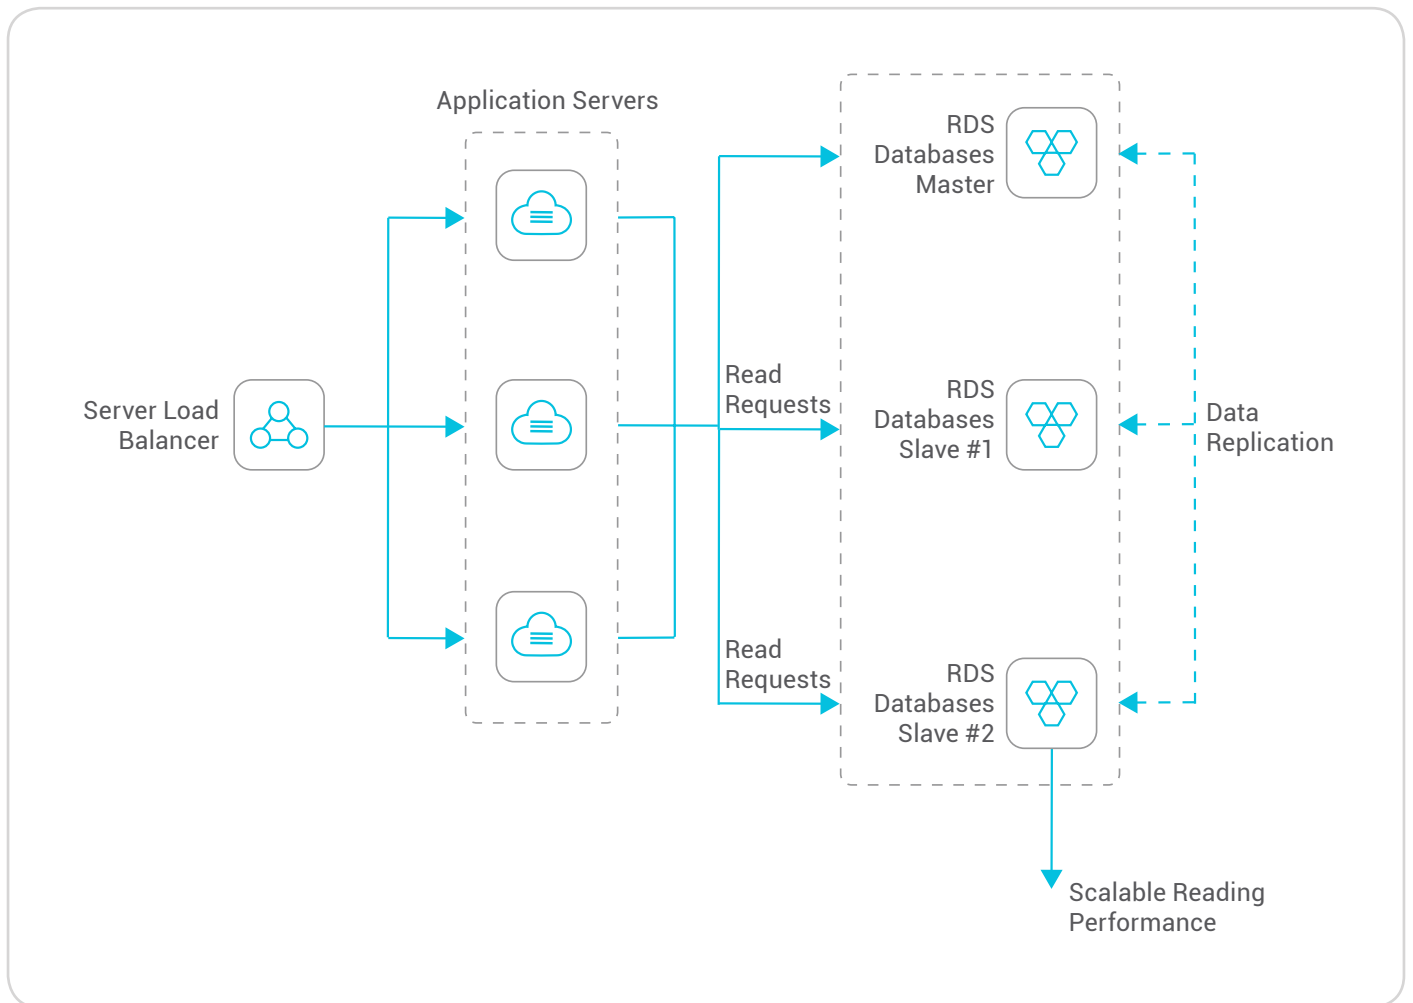 Application Servers
RDS
Databases
Master
Read
Requests
Server Load
Balancer
RDS
Databases
Slave #1
Data
Replication
Read
Requests
RDS
Databases
Slave #2
Scalable Reading
Performance